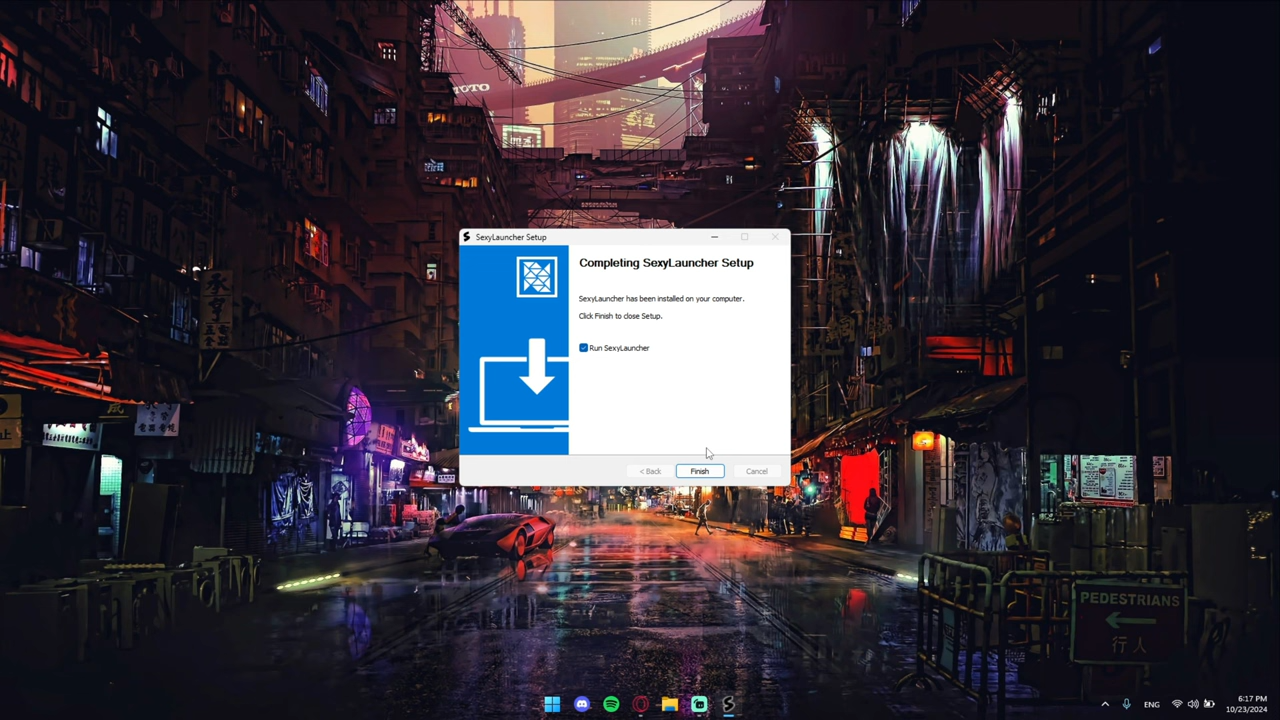 TOTO
SexyLauncher Setup
Completing SexyLauncher Setup
SexyLauncher has been installed on your computer.
Click Finish to close Setup.
Run SexyLauncher
< Back
Finish
Cancel
PEDESTRIANS
行人
ENG
6:17 PM
10/23/2024